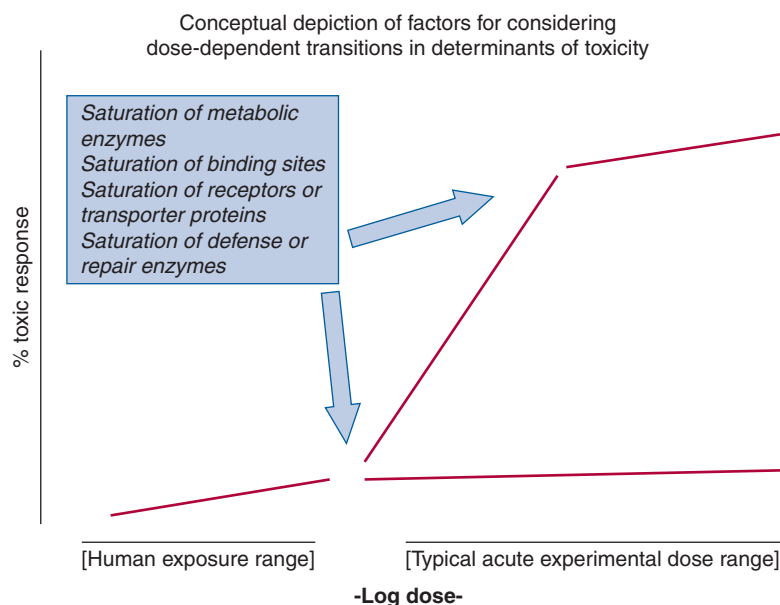 Conceptual depiction of factors for considering
dose-dependent transitions in determinants of toxicity
Saturation of metabolic
enzymes
Saturation of binding sites
Saturation of receptors or
transporter proteins
Saturation of defense or
repair enzymes
% toxic response
[Human exposure range]
[Typical acute experimental dose range]
-Log dose-